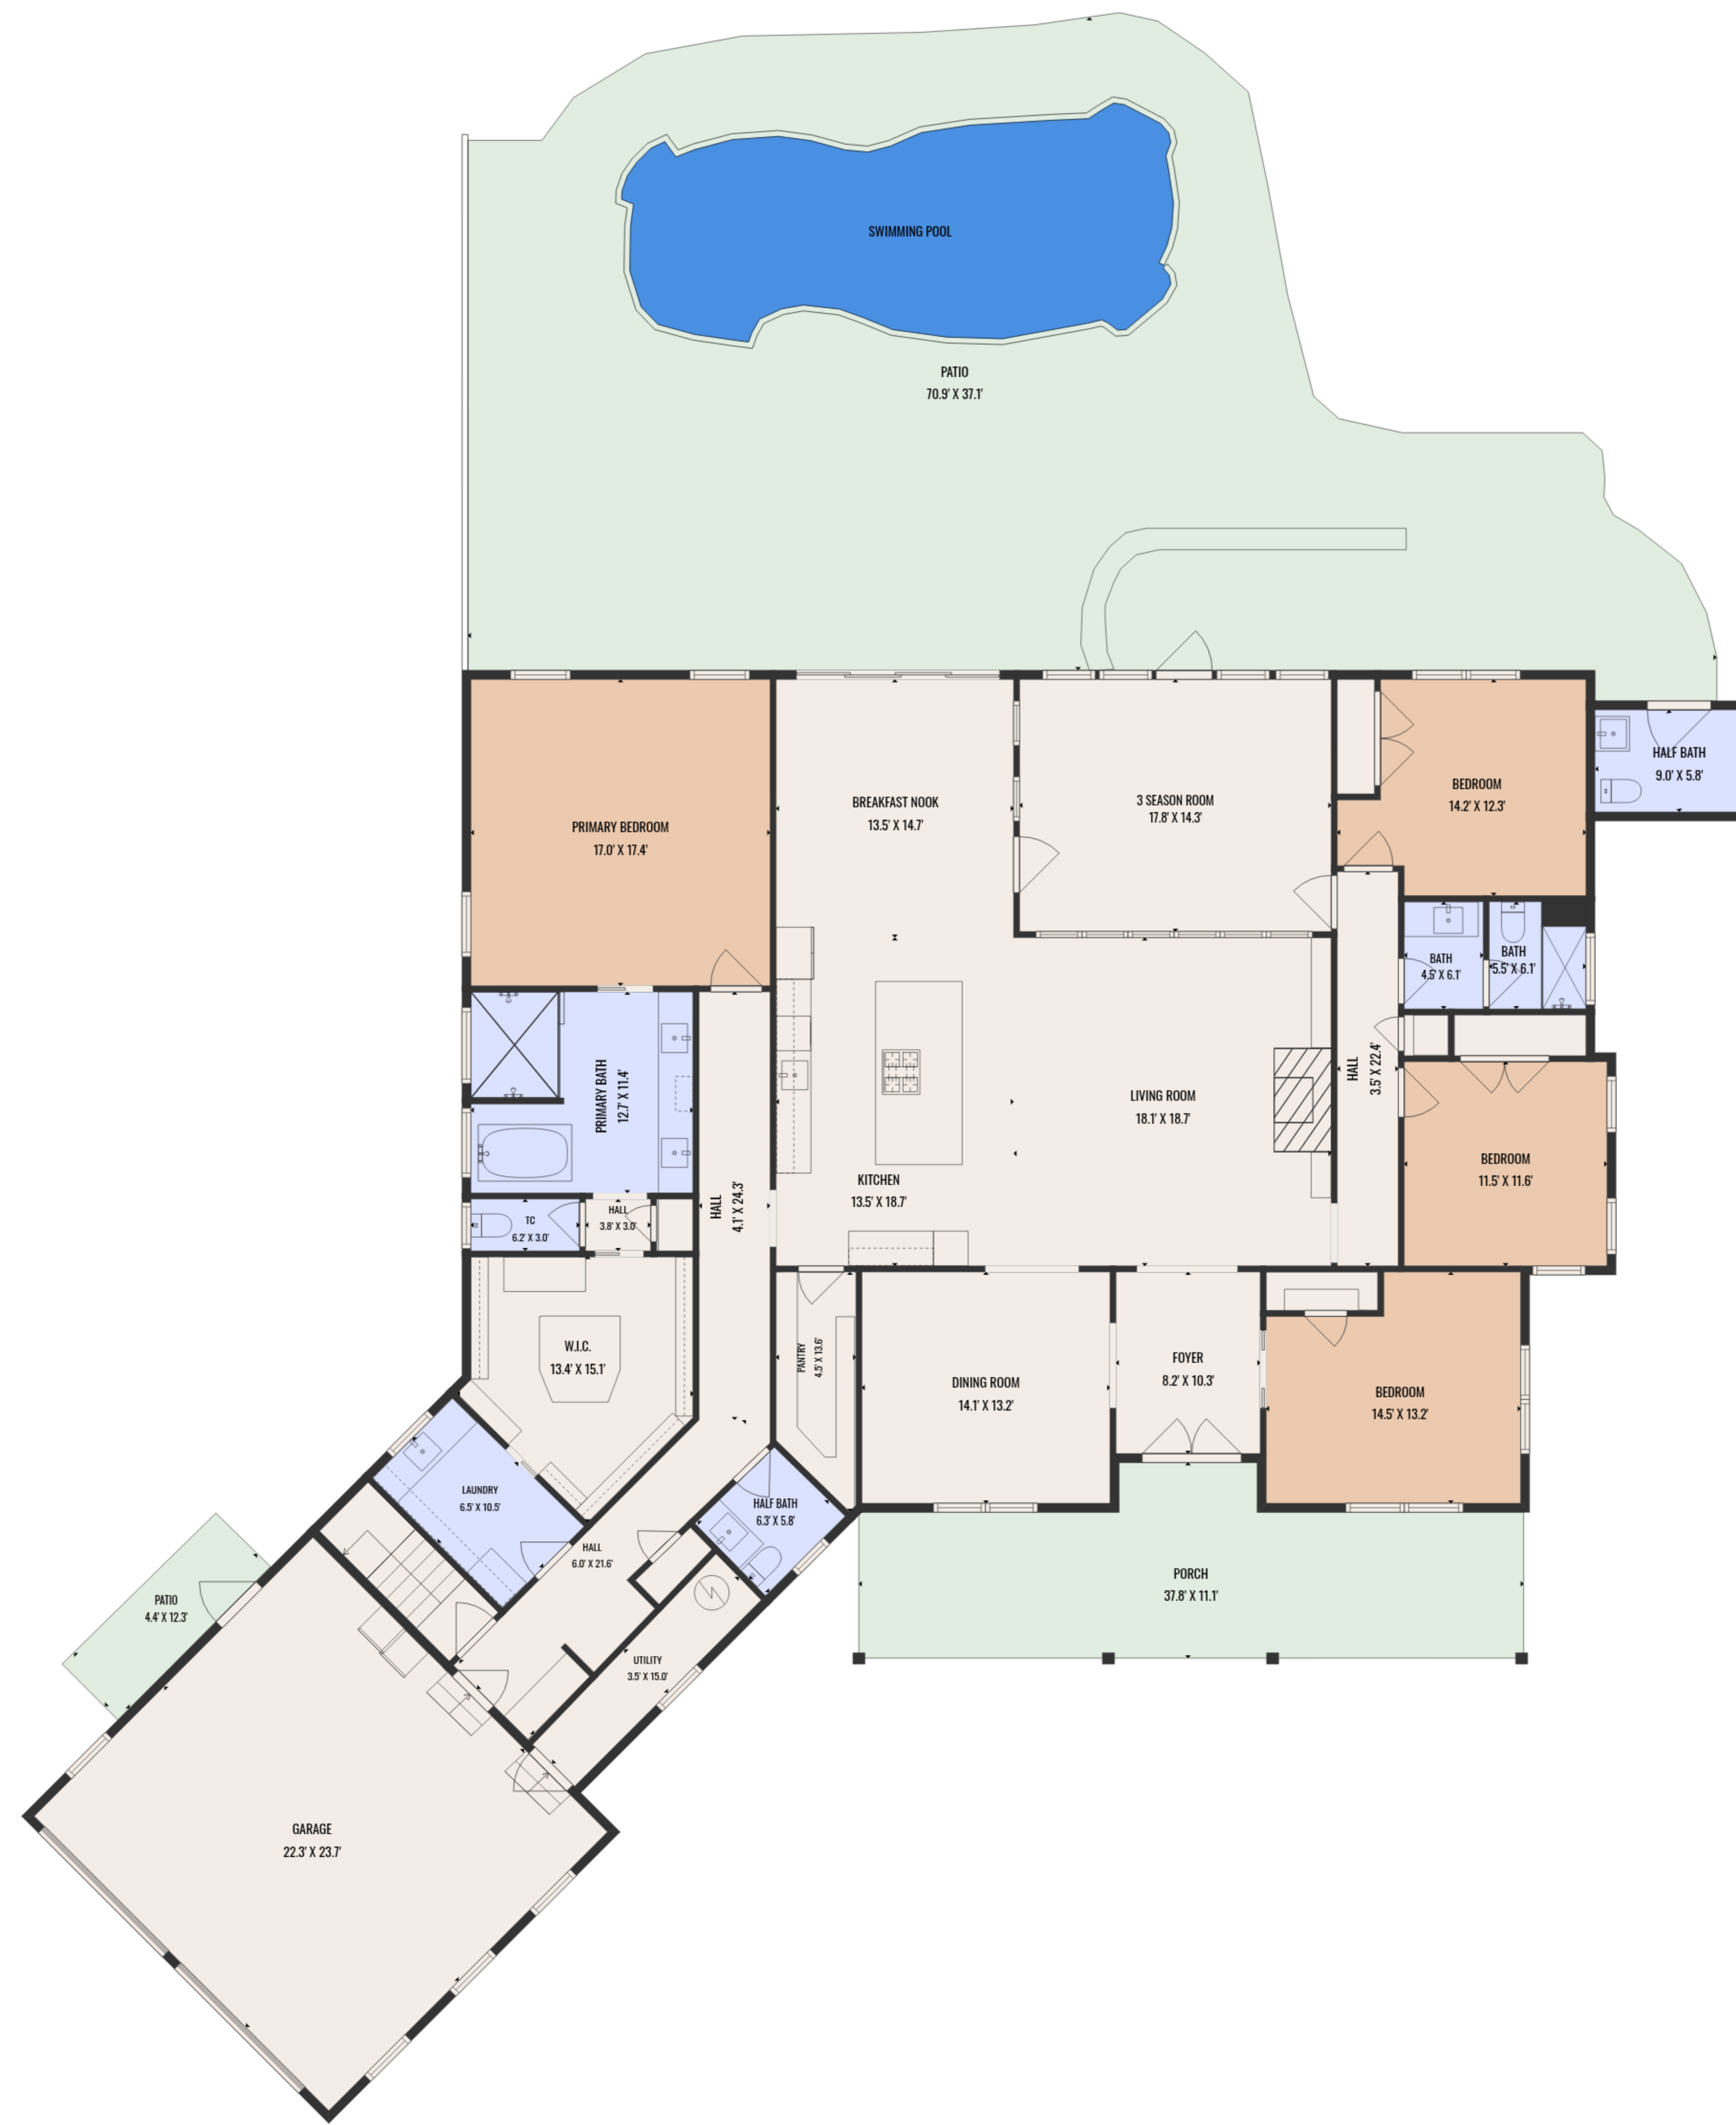 SWIMMING POOL
PATIO
70.9' X 37.1'
HALF BATH
9.0' X 5.8'
BEDROOM
14.2' X 12.3'
BREAKFAST NOOK
13.5' X 14.7'
3 SEASON ROOM
17.8' X 14.3'
PRIMARY BEDROOM
17.0' X 17.4'
BATH
4.5' X 6.1'
BATH
5.5' X 6.1'
PRIMARY BATH
12.7' X 11.4'
HALL
3.5' X 22.4'
LIVING ROOM
18.1' X 18.7'
BEDROOM
11.5' X 11.6'
KITCHEN
13.5' X 18.7'
HALL
4.1' X 24.3'
HALL
3.8' X 3.0'
TC
6.2' X 3.0'
W.I.C.
13.4' X 15.1'
PANTRY
4.5' X 13.6'
DINING ROOM
14.1' X 13.2'
FOYER
8.2' X 10.3'
BEDROOM
14.5' X 13.2'
LAUNDRY
6.5' X 10.5'
HALF BATH
6.3' X 5.8'
HALL
6.0' X 21.6'
PORCH
37.8' X 11.1'
PATIO
4.4' X 12.3'
UTILITY
3.5' X 15.0'
GARAGE
22.3' X 23.7'